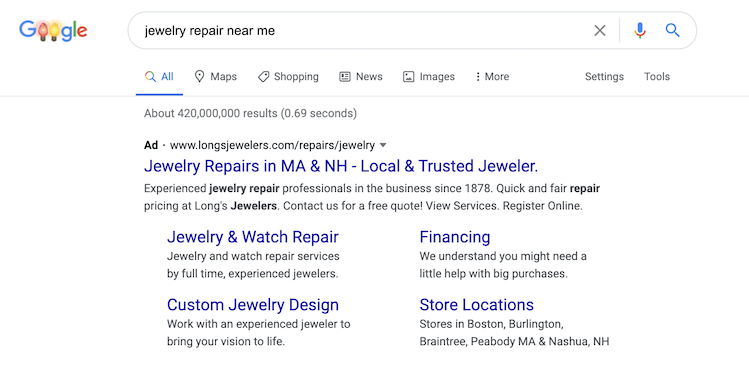 Google
jewelry repair near me
All Maps Shopping News Images More Settings Tools
About 420,000,000 results (0.69 seconds)
Ad · www.longsjewelers.com/repairs/jewelry
Jewelry Repairs in MA & NH - Local & Trusted Jeweler.
Experienced jewelry repair professionals in the business since 1878. Quick and fair repair
pricing at Long's Jewelers. Contact us for a free quote! View Services. Register Online.
Jewelry & Watch Repair
Jewelry and watch repair services
by full time, experienced jewelers.
Financing
We understand you might need a
little help with big purchases.
Custom Jewelry Design
Work with an experienced jeweler to
bring your vision to life.
Store Locations
Stores in Boston, Burlington,
Braintree, Peabody MA & Nashua, NH